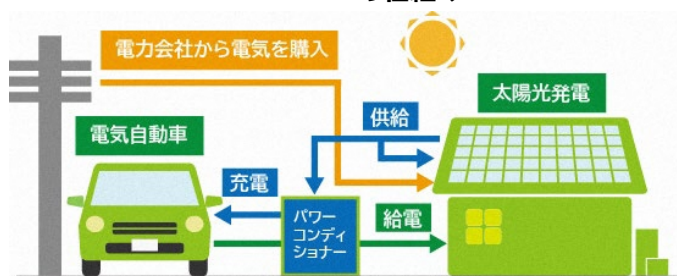 電力会社から電気を購入
太陽光発電
供給
電気自動車
充電
パワー
コンディ
ショナー
給電